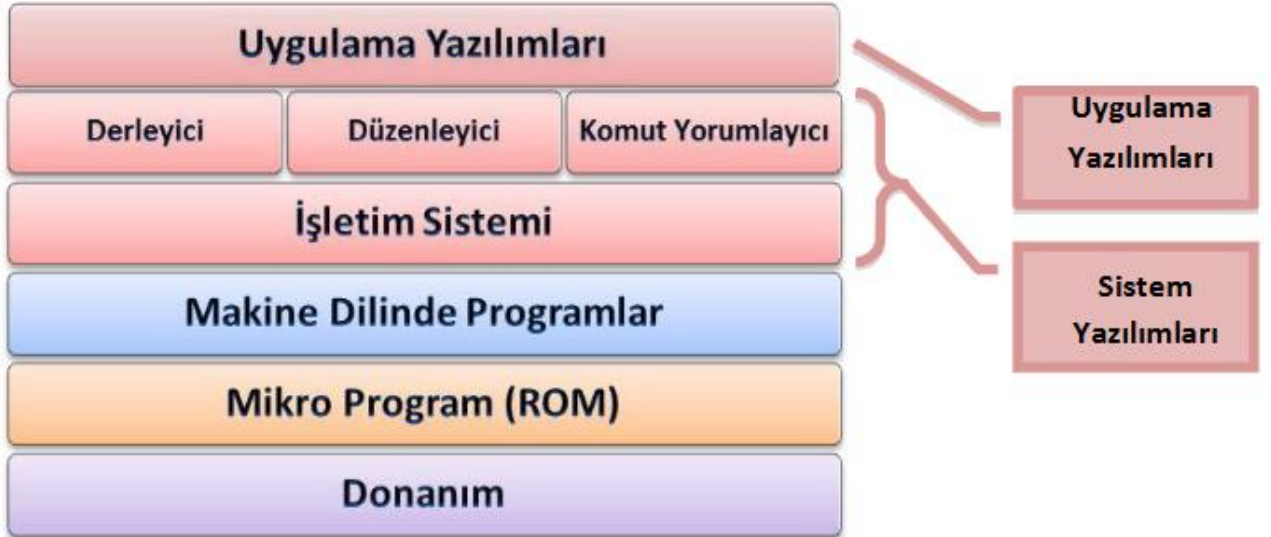 Uygulama Yazılımları
Derleyici
Düzenleyici
Komut Yorumlayıcı
İşletim Sistemi
Makine Dilinde Programlar
Mikro Program (ROM)
Donanım
Uygulama
Yazılımları
Sistem
Yazılımları